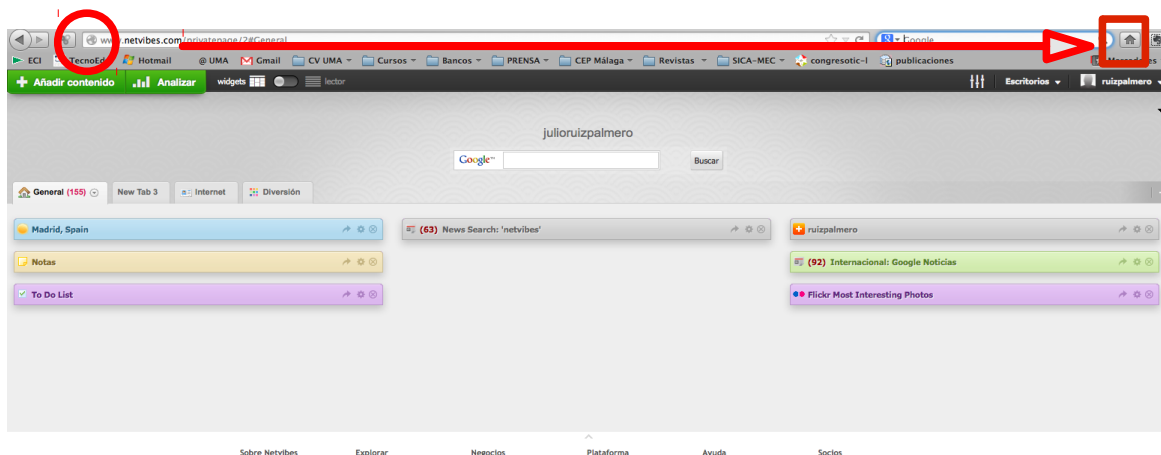 www.netvibes.com/privatepage/2#General Google
ECI TecnoEd Hotmail @ UMA Gmail CV UMA Cursos Bancos PRENSA CEP Málaga Revistas SICA-MEC congresotic-I publicaciones Marcadores
Añadir contenido Analizar widgets lector Escritorios ruizpalmero
julioruizpalmero
Google™ Buscar
General (155) New Tab 3 Internet Diversión
Madrid, Spain (63) News Search: 'netvibes' ruizpalmero
Notas (92) Internacional: Google Noticias
To Do List Flickr Most Interesting Photos
Sobre Netvibes Explorar Negocios Plataforma Ayuda Socios